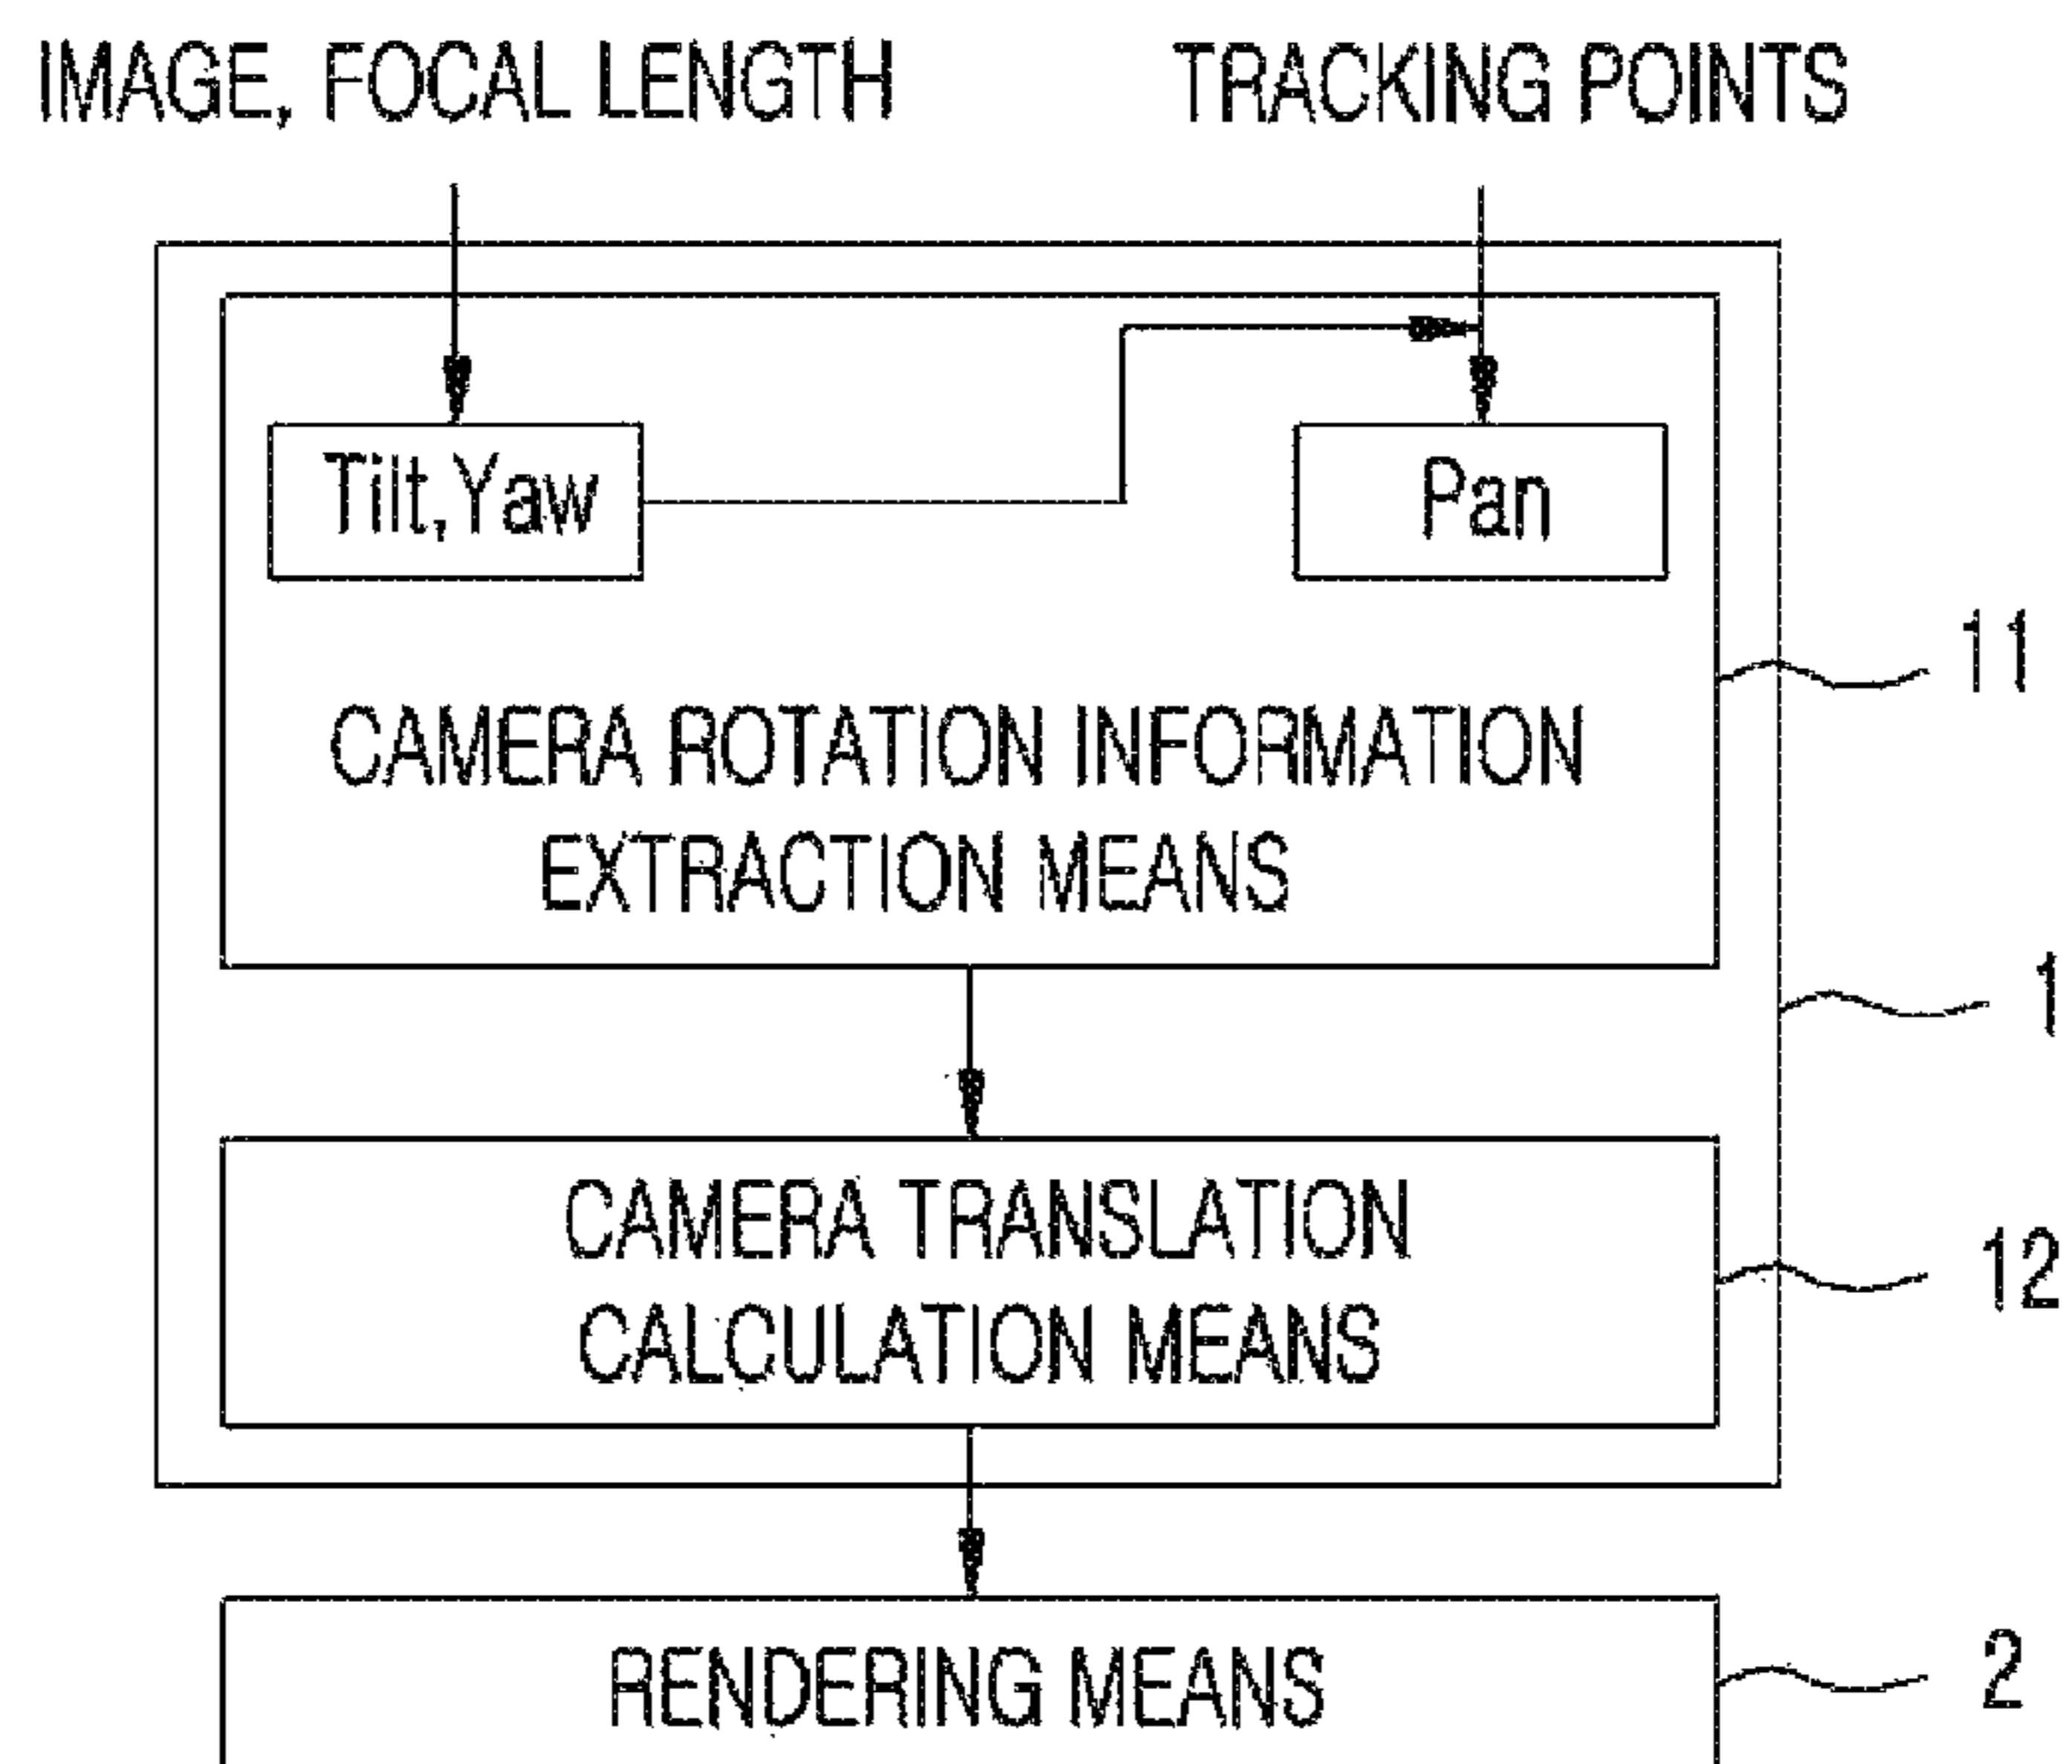 IMAGE, FOCAL LENGTH
TRACKING POINTS
Tilt,Yaw
Pan
11
CAMERA ROTATION INFORMATION
EXTRACTION MEANS
1
CAMERA TRANSLATION
CALCULATION MEANS
12
RENDERING MEANS
2